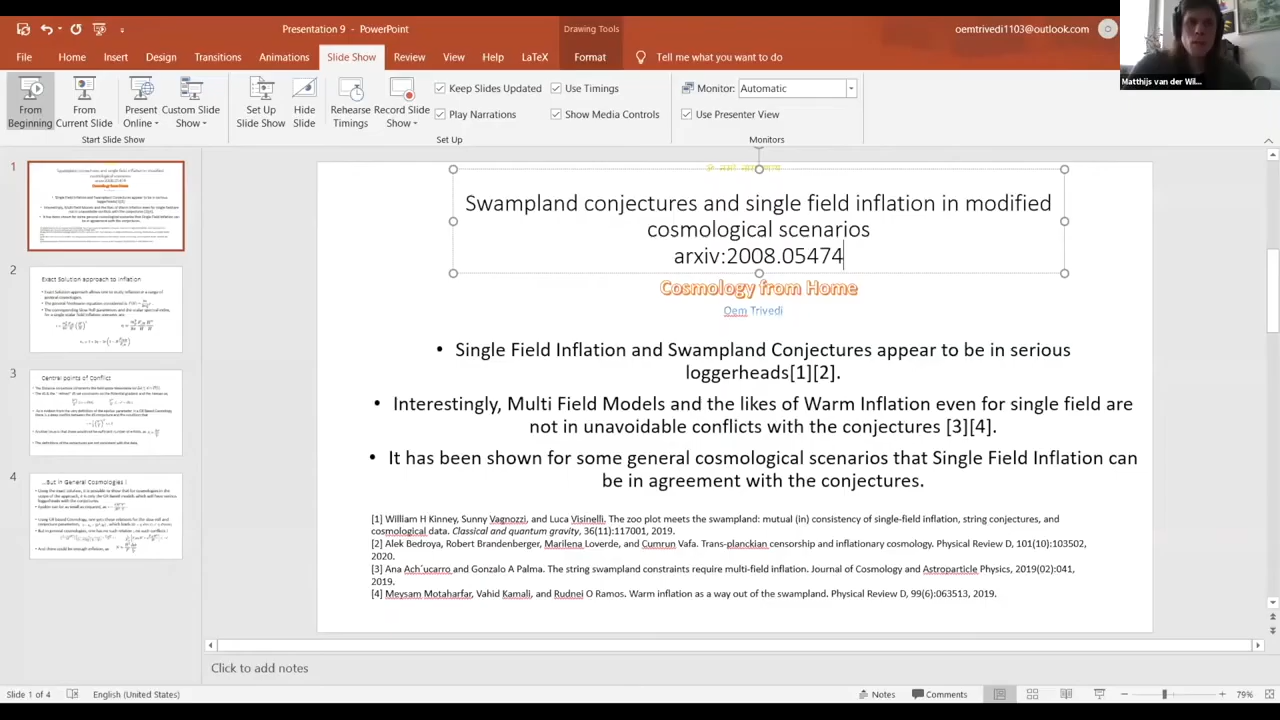 Presentation 9 - PowerPoint
Drawing Tools
oemtrivedi1103@outlook.com
Matthijs van der Wil...
File Home Insert Design Transitions Animations Slide Show Review View Help LaTeX Format Tell me what you want to do
From Beginning
From Current Slide
Present Online
Custom Slide Show
Set Up Slide Show
Hide Slide
Rehearse Timings
Record Slide Show
Keep Slides Updated
Play Narrations
Use Timings
Show Media Controls
Monitor: Automatic
Use Presenter View
Start Slide Show
Set Up
Monitors
1
2
Exact Solution approach to Inflation
3
Central points of Conflict
4
...But in General Cosmologies !
Swampland conjectures and single field inflation in modified
cosmological scenarios
arxiv:2008.05474
Cosmology from Home
Oem Trivedi
• Single Field Inflation and Swampland Conjectures appear to be in serious
loggerheads[1][2].
• Interestingly, Multi Field Models and the likes of Warm Inflation even for single field are
not in unavoidable conflicts with the conjectures [3][4].
• It has been shown for some general cosmological scenarios that Single Field Inflation can
be in agreement with the conjectures.
[1] William H Kinney, Sunny Vagnozzi, and Luca Visinelli. The zoo plot meets the swampland: mutual (in) consistency of single-field inflation, string conjectures, and
cosmological data. Classical and quantum gravity, 36(11):117001, 2019.
[2] Alek Bedroya, Robert Brandenberger, Marilena Loverde, and Cumrun Vafa. Trans-planckian censorship and inflationary cosmology. Physical Review D, 101(10):103502,
2020.
[3] Ana Ach´ucarro and Gonzalo A Palma. The string swampland constraints require multi-field inflation. Journal of Cosmology and Astroparticle Physics, 2019(02):041,
2019.
[4] Meysam Motaharfar, Vahid Kamali, and Rudnei O Ramos. Warm inflation as a way out of the swampland. Physical Review D, 99(6):063513, 2019.
Click to add notes
Slide 1 of 4
English (United States)
Notes
Comments
79%